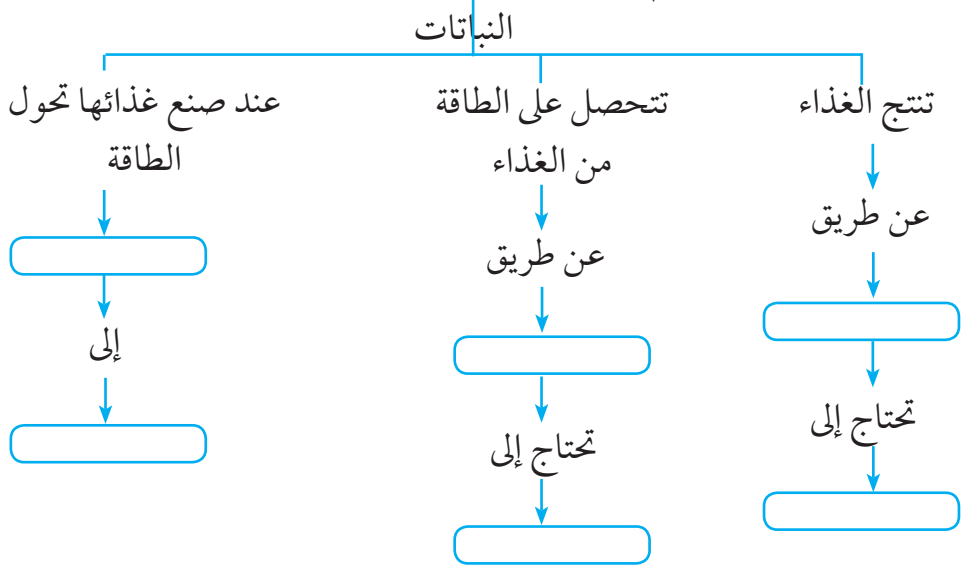 النباتات
تنتج الغذاء
عن طريق
تحتاج إلى
تتحصل على الطاقة
من الغذاء
عن طريق
تحتاج إلى
عند صنع غذائها تحول
الطاقة
إلى